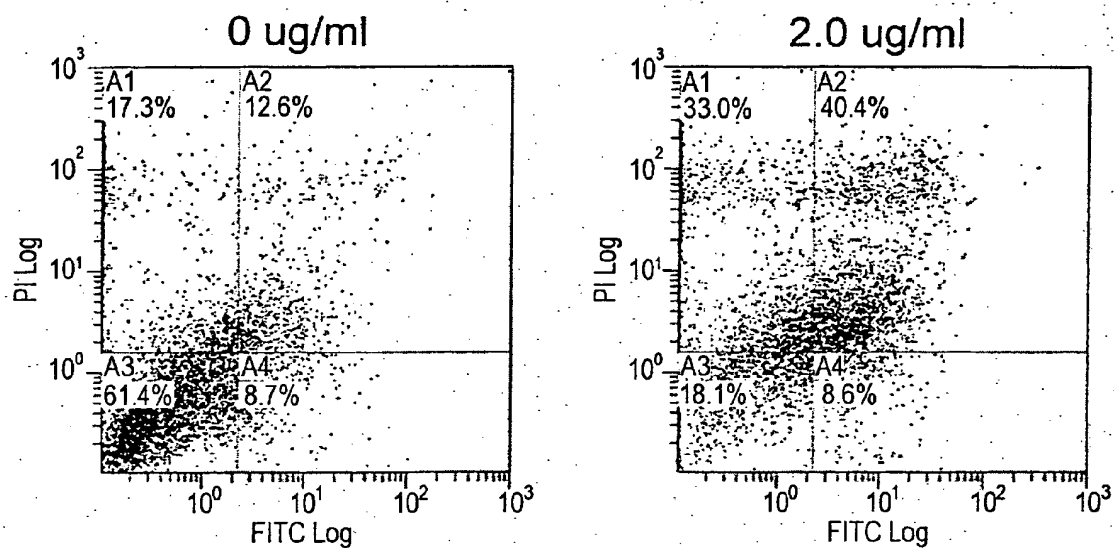 0 ug/ml
2.0 ug/ml
10³
A1
17.3%
A2
12.6%
10²
10¹
10⁰
PI Log
A3
61.4%
A4
8.7%
10⁰
10¹
10²
10³
FITC Log
10³
A1
33.0%
A2
40.4%
10²
10¹
10⁰
PI Log
A3
18.1%
A4
8.6%
10⁰
10¹
10²
10³
FITC Log